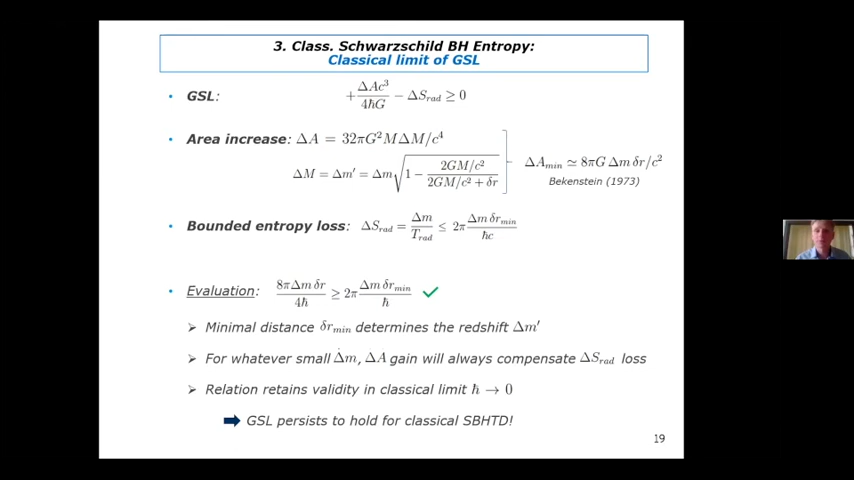 3. Class. Schwarzschild BH Entropy:
Classical limit of GSL
• GSL: +ΔAc³/4ℏG − ΔS_rad ≥ 0
• Area increase: ΔA = 32πG²MΔM/c⁴
ΔM = Δm′ = Δm√(1 − (2GM/c²)/(2GM/c² + δr))
ΔA_min ≃ 8πG Δm δr/c²
Bekenstein (1973)
• Bounded entropy loss: ΔS_rad = Δm/T_rad ≤ 2π Δm δr_min/ℏc
• Evaluation: 8πΔm δr/4ℏ ≥ 2π Δm δr_min/ℏ ✓
➢ Minimal distance δr_min determines the redshift Δm′
➢ For whatever small Δm, ΔA gain will always compensate ΔS_rad loss
➢ Relation retains validity in classical limit ℏ → 0
➡ GSL persists to hold for classical SBHTD!
19